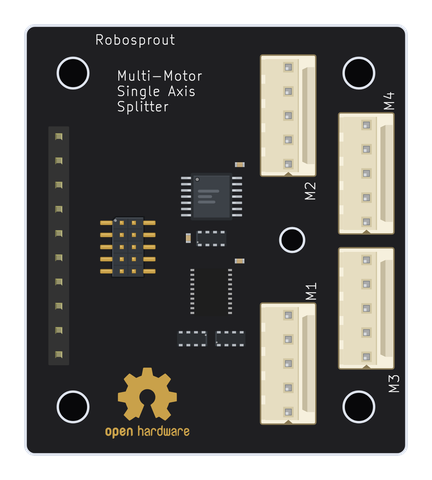 Robosprout
Multi-Motor
Single Axis
Splitter
M4
M2
M1
M3
open hardware